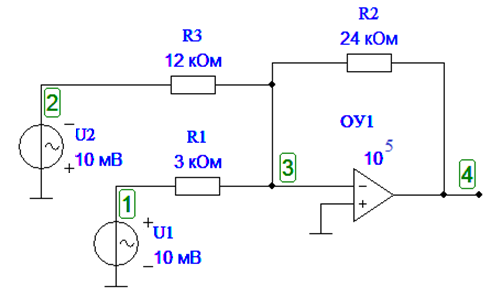 R2
24 кОм
R3
12 кОм
2
–
U2
+
10 мВ
R1
3 кОм
ОУ1
10 5
3
–
+
4
1
+
U1
–
10 мВ